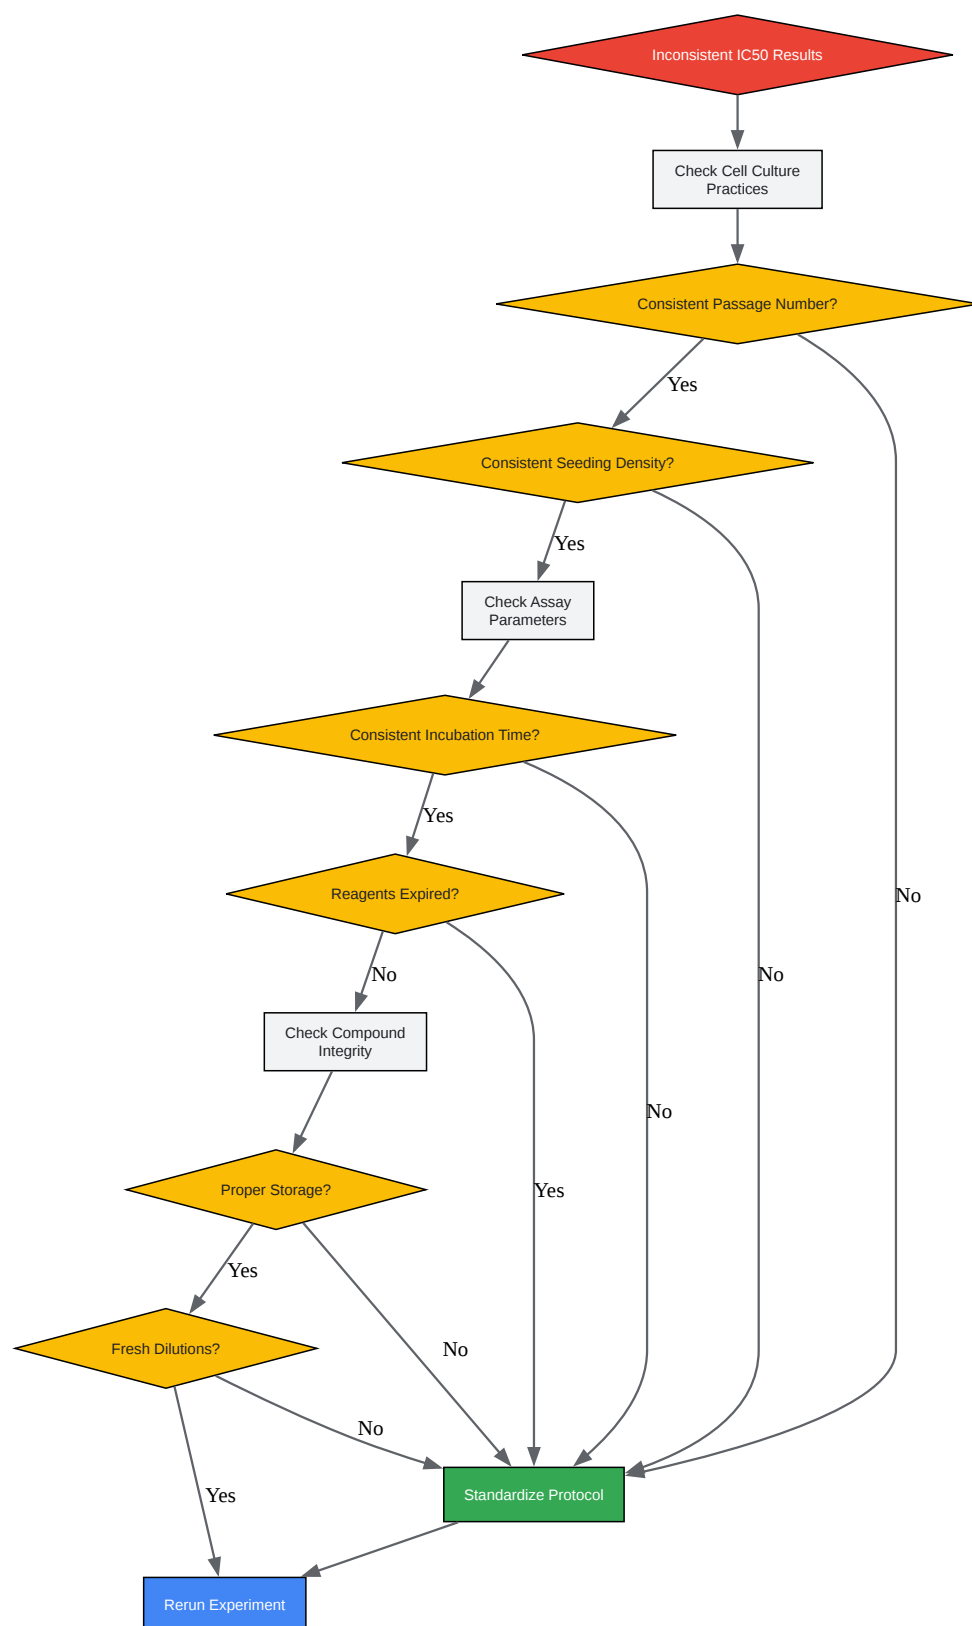 Inconsistent IC50 Results
Check Cell Culture
Practices
Consistent Passage Number?
Yes
Consistent Seeding Density?
Yes
Check Assay
Parameters
Consistent Incubation Time?
Yes
Reagents Expired?
No
No
No
Check Compound
Integrity
No
Proper Storage?
Yes
Yes
Fresh Dilutions?
No
No
Yes
Standardize Protocol
Rerun Experiment